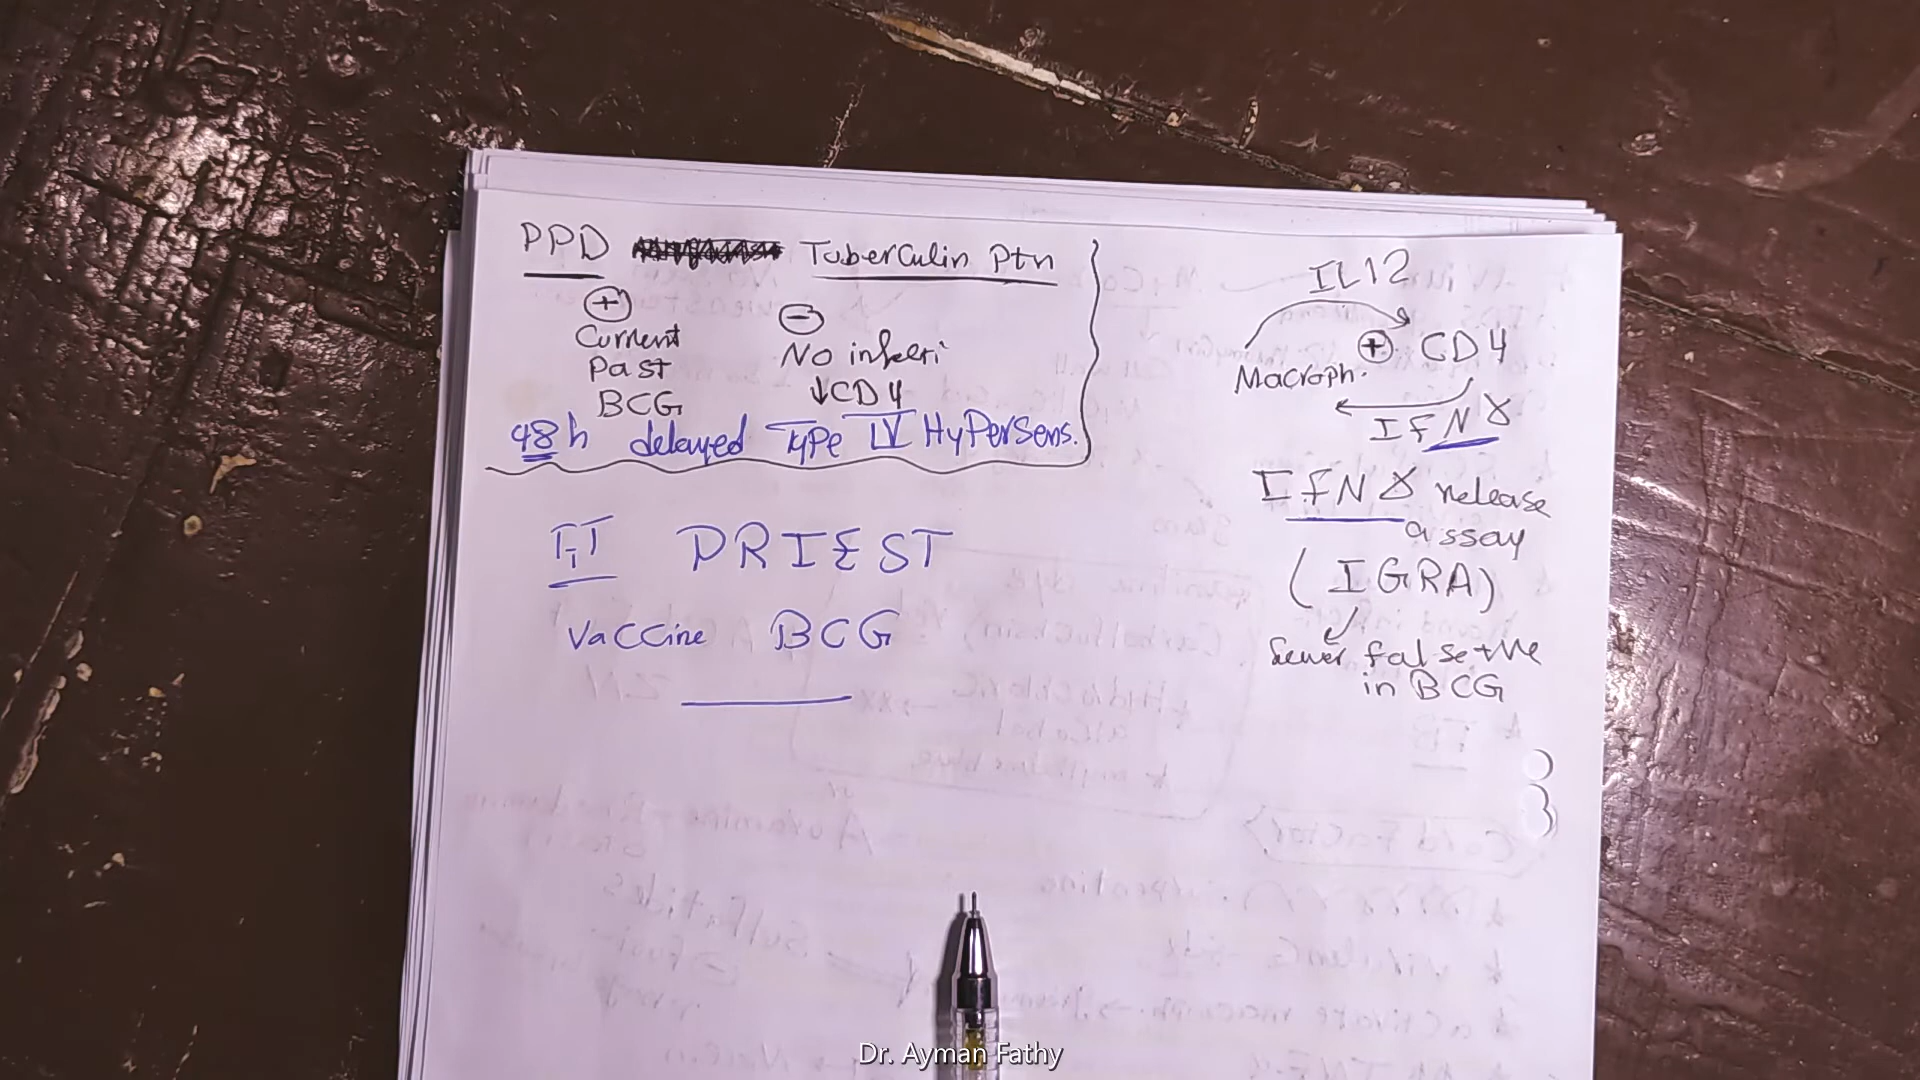 PPD Tuberculin Ptn
+ -
Current
Past
BCG
No infecti
↓CD4
48h delayed Type IV HyPerSens.
TT PRIEST
Vaccine BCG
IL12
Macroph. + CD4
IFN γ
IFN γ release
assay
(IGRA)
fewer false +ve
in BCG
Dr. Ayman Fathy